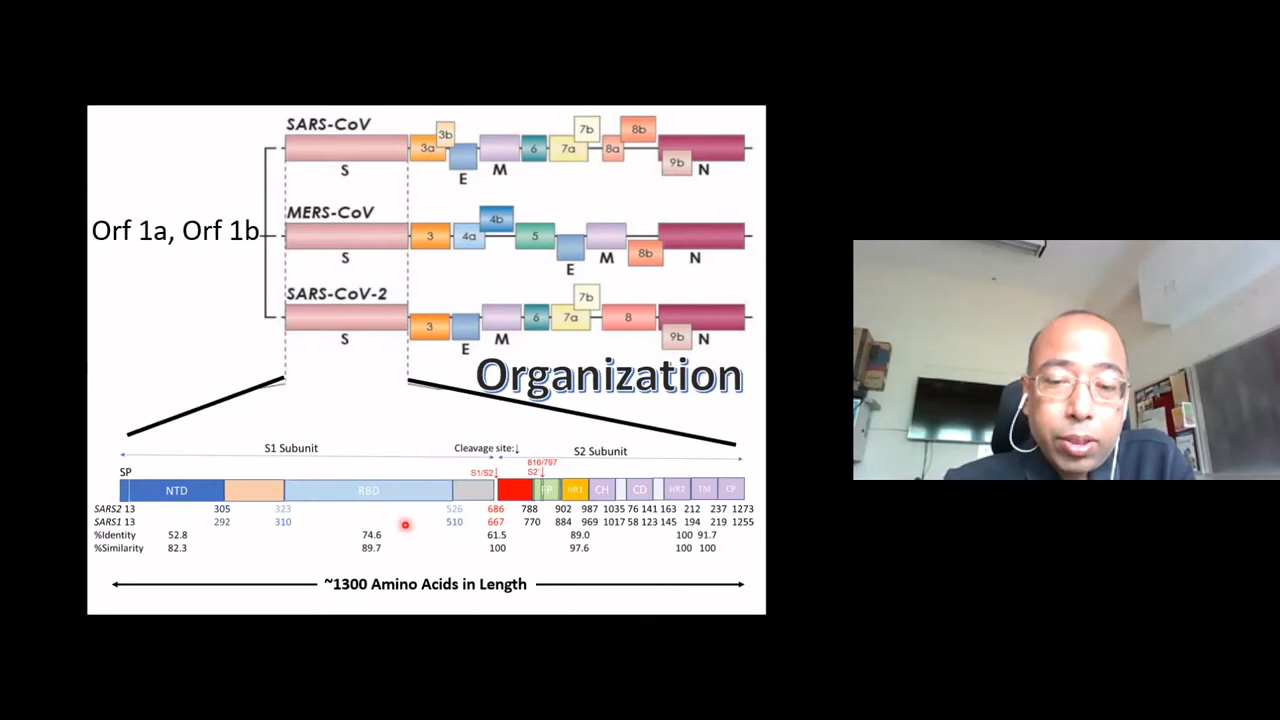 SARS-CoV
3a 3b 6 7a 7b 8a 8b 9b
S E M N
Orf 1a, Orf 1b
MERS-CoV
3 4a 4b 5 8b
S E M N
SARS-CoV-2
3 6 7a 7b 8 9b
S E M N
Organization
S1 Subunit Cleavage site:↓ S2 Subunit
SP S1/S2 816/797
S2'
NTD RBD FP HR1 CH CD HR2 TM CP
SARS2 13 305 323 526 686 788 902 987 1035 76 141 163 212 237 1273
SARS1 13 292 310 510 667 770 884 969 1017 58 123 145 194 219 1255
%Identity 52.8 74.6 61.5 89.0 100 91.7
%Similarity 82.3 89.7 100 97.6 100 100
~1300 Amino Acids in Length